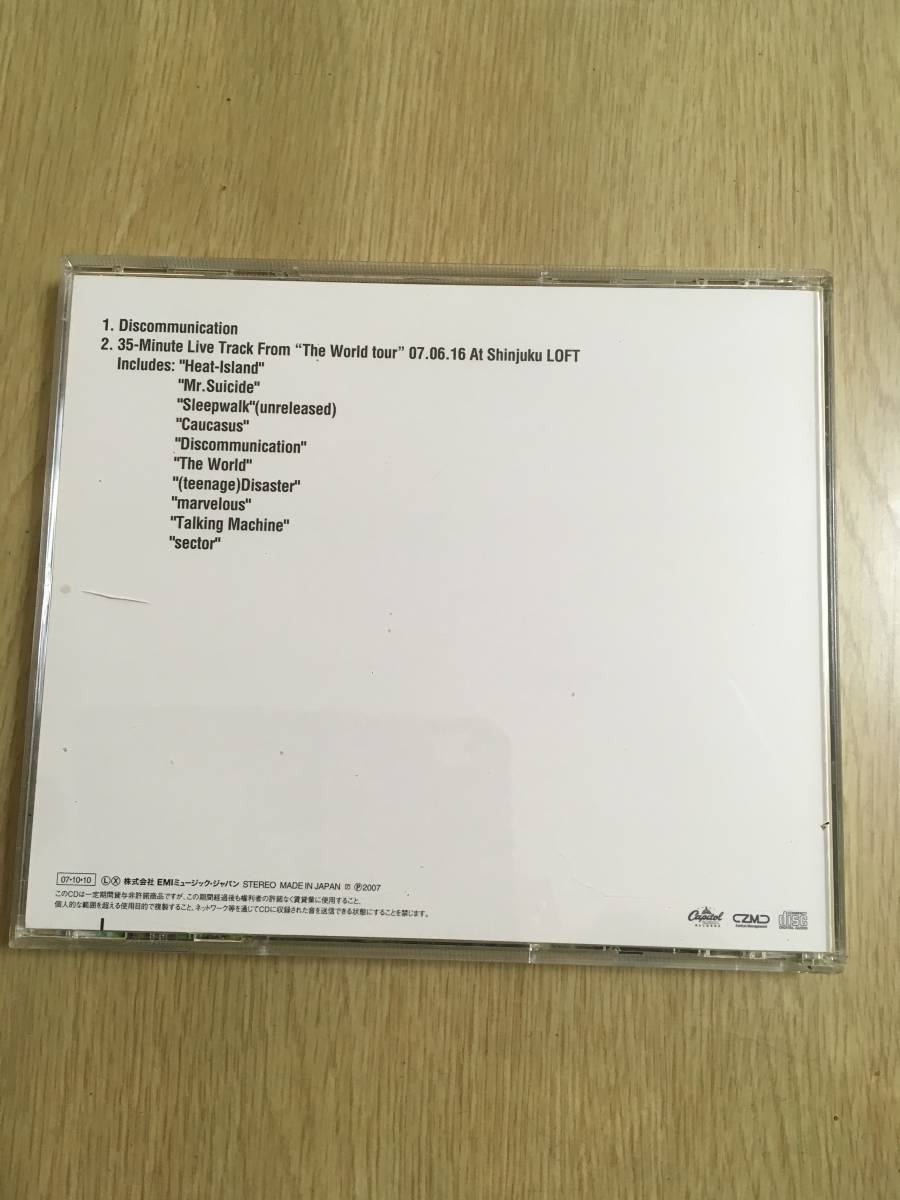 1. Discommunication
2. 35-Minute Live Track From “The World tour” 07.06.16 At Shinjuku LOFT
Includes: "Heat-Island"
"Mr.Suicide"
"Sleepwalk"(unreleased)
"Caucasus"
"Discommunication"
"The World"
"(teenage)Disaster"
"marvelous"
"Talking Machine"
"sector"
07・10・10 Ⓛ Ⓧ 株式会社 EMIミュージック・ジャパン STEREO MADE IN JAPAN ℗2007
このCDは一定期間貸与非許諾商品ですが、この期間経過後も権利者の許諾なく賃貸業に使用すること、
個人的な範囲を超える使用目的で複製すること、ネットワーク等を通じてCDに収録された音を送信できる状態にすることを禁じます。
Capitol
RECORDS
CZMD
COMPACT
disc
DIGITAL AUDIO